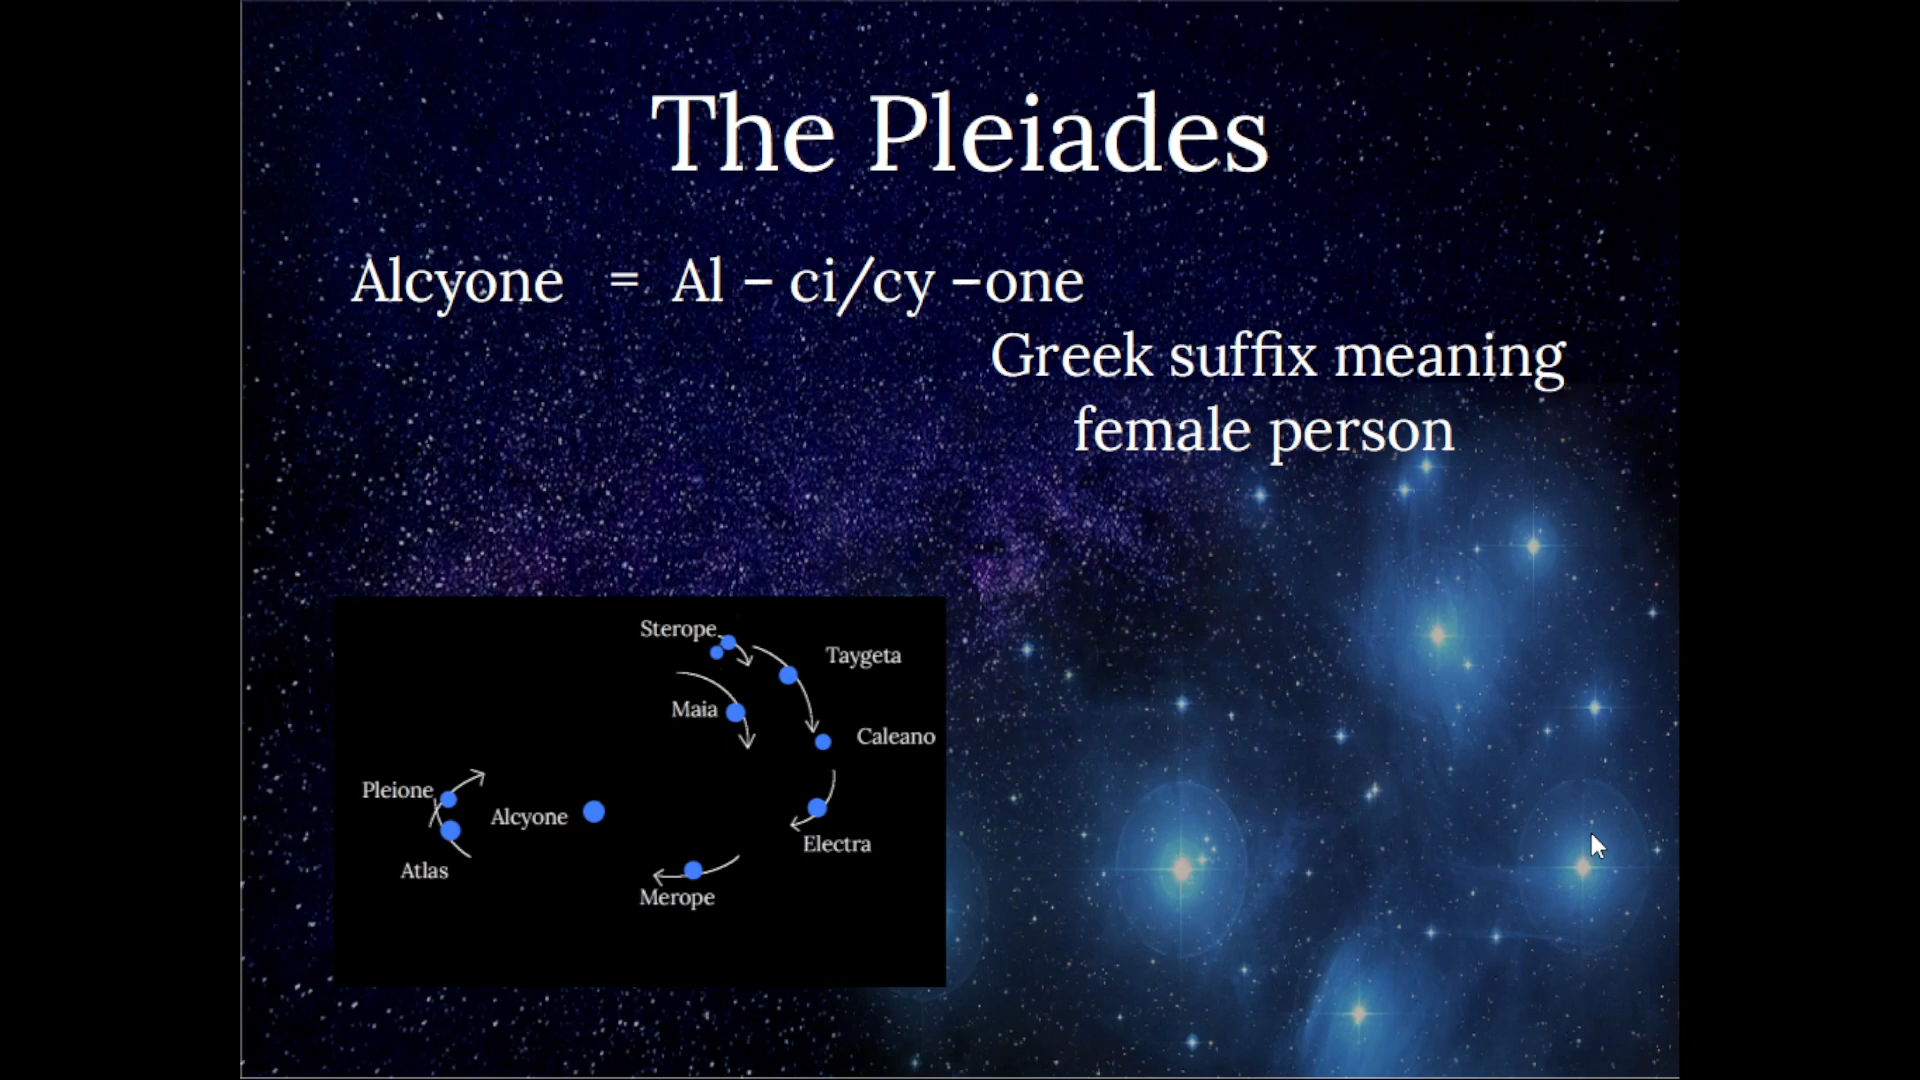 The Pleiades
Alcyone = Al – ci/cy –one
Greek suffix meaning
female person
Sterope
Taygeta
Maia
Caleano
Pleione
Alcyone
Electra
Atlas
Merope